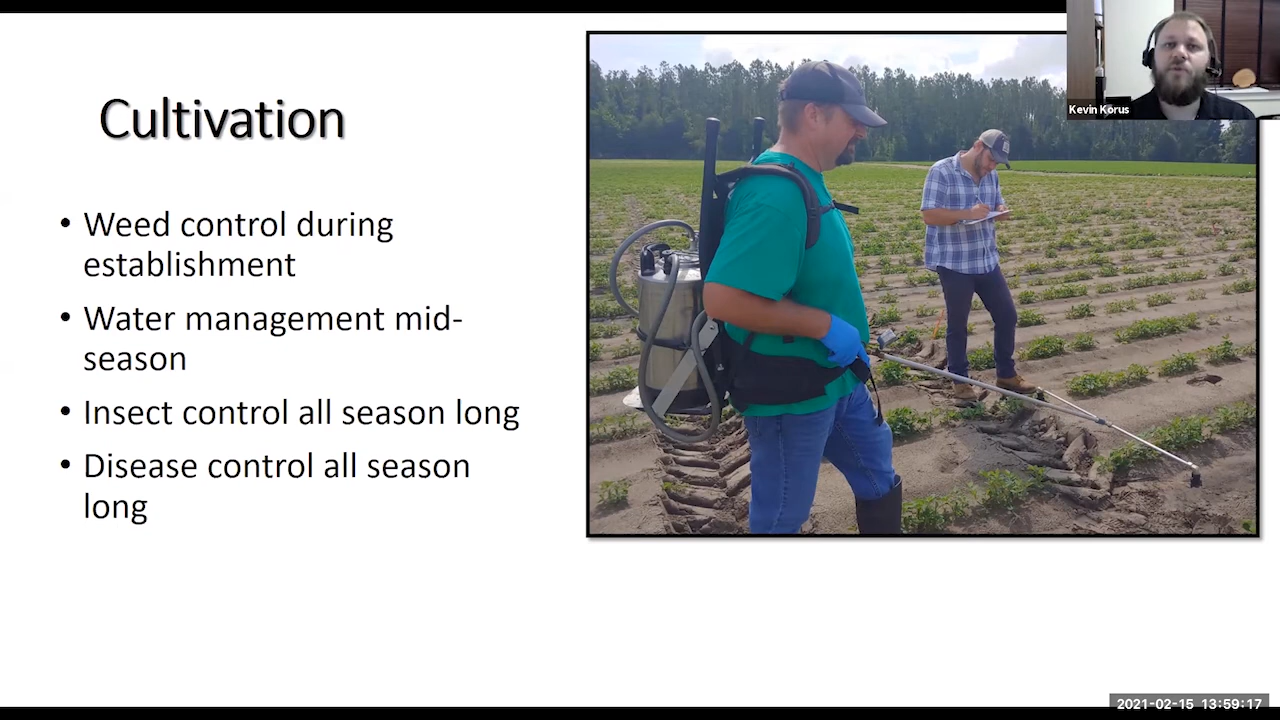 Cultivation
• Weed control during
establishment
• Water management mid-
season
• Insect control all season long
• Disease control all season
long
Kevin Korus
2021-02-15 13:59:17